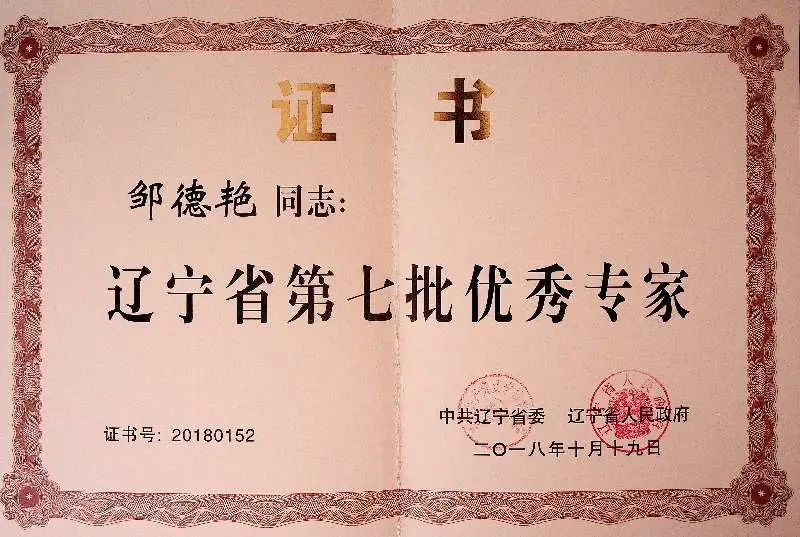 证 书
邹德艳 同志：
辽宁省第七批优秀专家
中共辽宁省委 辽宁省人民政府
证书号：20180152
二〇一八年十月十九日